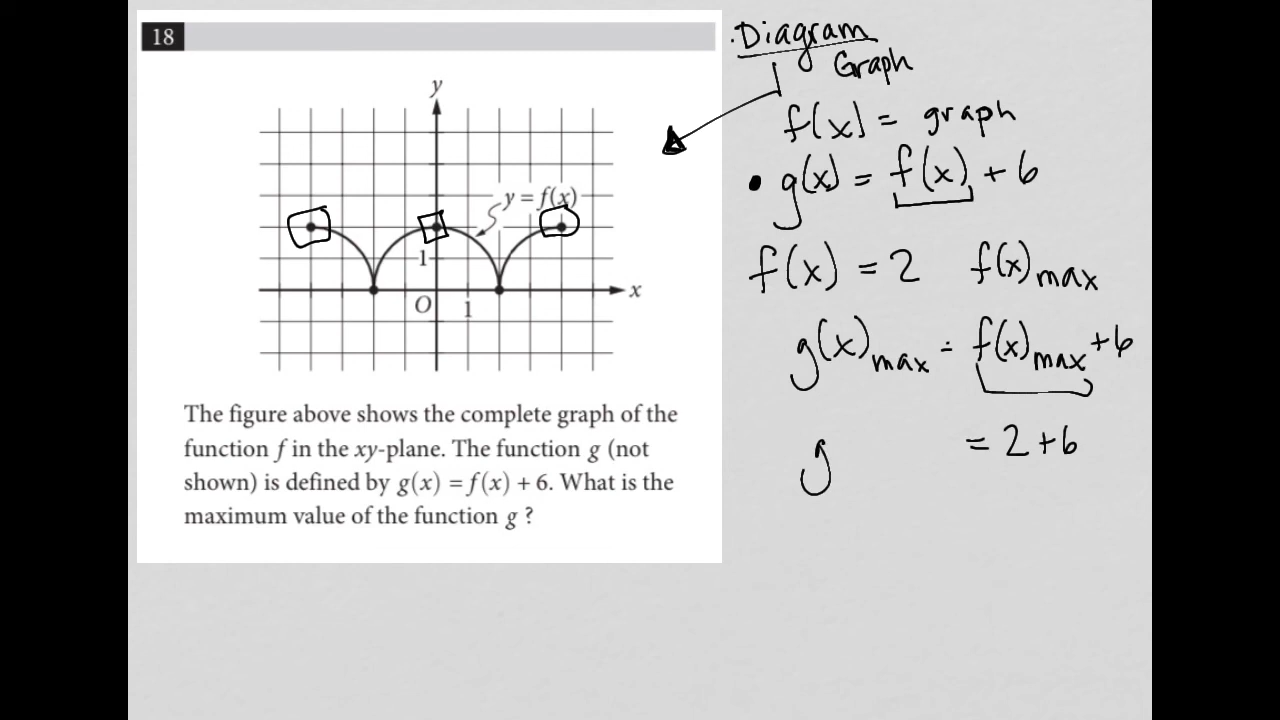 18
y
y = f(x)
1
x
O
1
The figure above shows the complete graph of the
function f in the xy-plane. The function g (not
shown) is defined by g(x) = f(x) + 6. What is the
maximum value of the function g ?
. Diagram
Graph
f(x) = graph
• g(x) = f(x) + 6
f(x) = 2 f(x) max
g(x) max = f(x) max + 6
g = 2 + 6